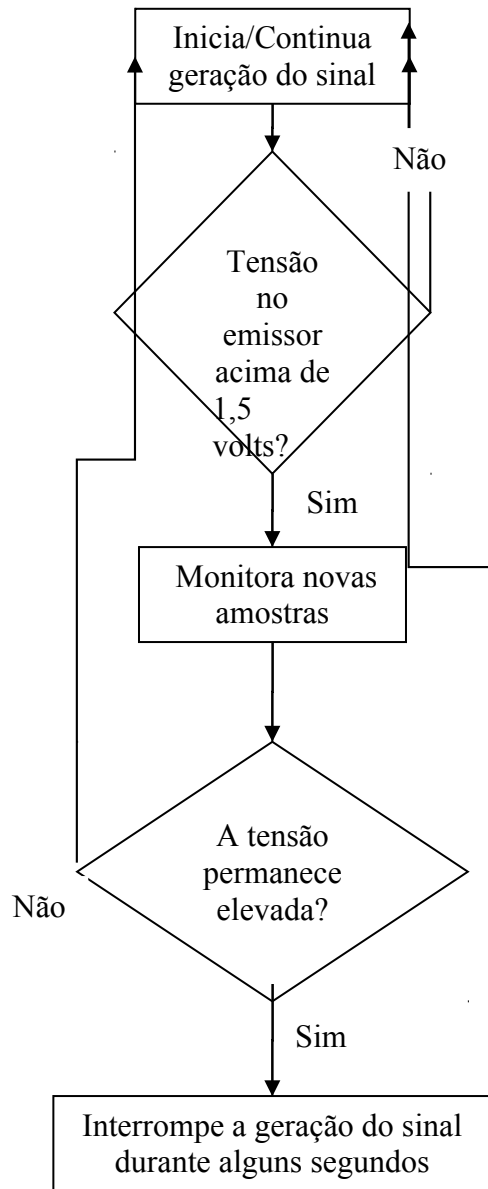 Inicia/Continua
geração do sinal
Não
Tensão
no
emissor
acima de
1,5
volts?
Sim
Monitora novas
amostras
A tensão
permanece
elevada?
Não
Sim
Interrompe a geração do sinal
durante alguns segundos